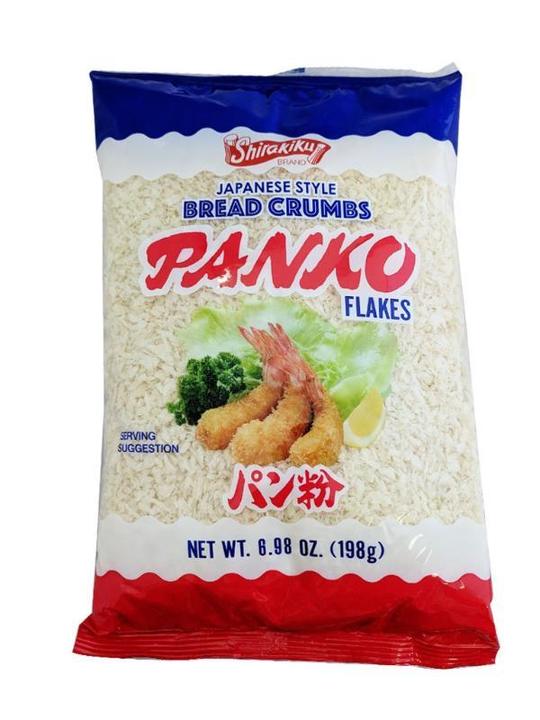 Shirakiku
BRAND
JAPANESE STYLE
BREAD CRUMBS
PANKO
FLAKES
SERVING
SUGGESTION
パン粉
NET WT. 6.98 OZ. (198g)